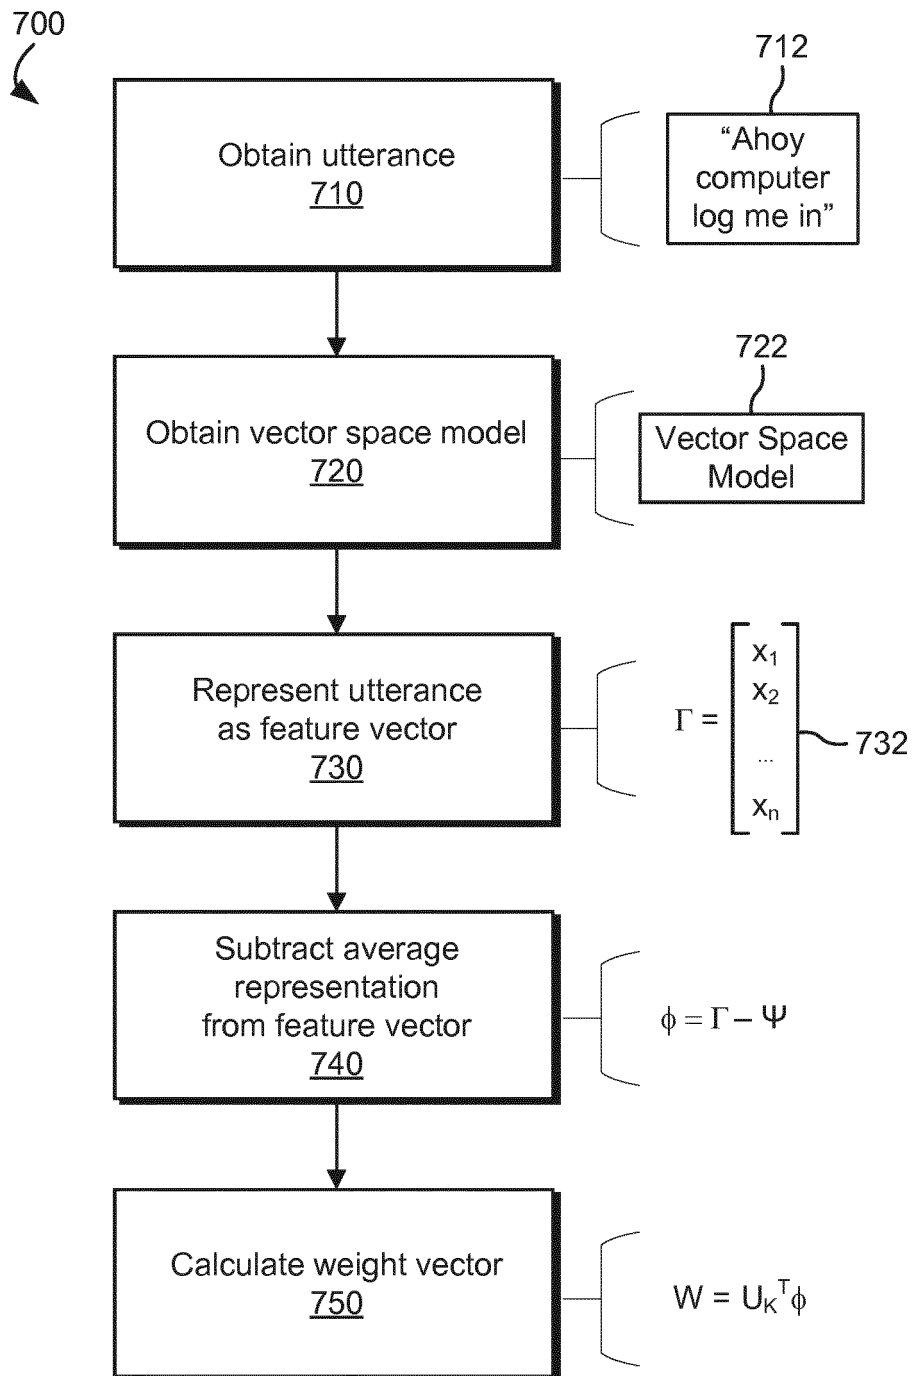 700
Obtain utterance
710
712
“Ahoy
computer
log me in”
Obtain vector space model
720
722
Vector Space
Model
Represent utterance
as feature vector
730
Γ =
x₁
x₂
...
xₙ
732
Subtract average
representation
from feature vector
740
ϕ = Γ – Ψ
Calculate weight vector
750
W = U_K^T ϕ